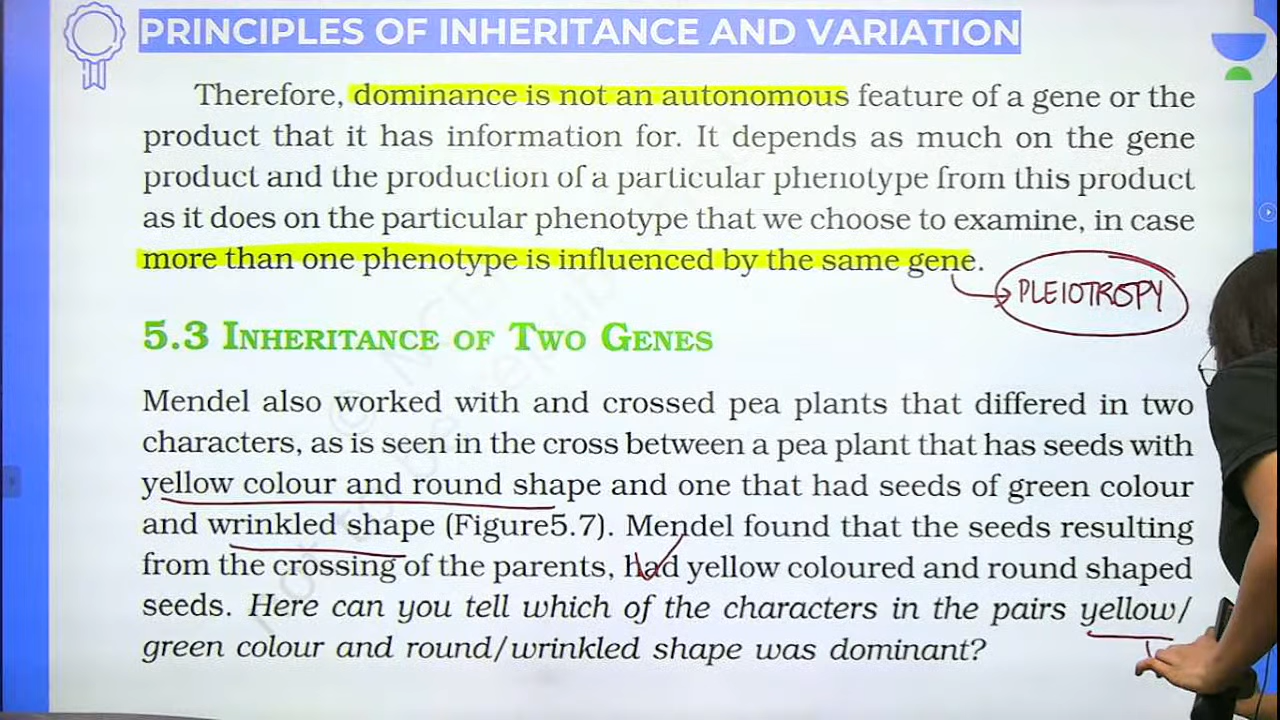 PRINCIPLES OF INHERITANCE AND VARIATION
Therefore, dominance is not an autonomous feature of a gene or the
product that it has information for. It depends as much on the gene
product and the production of a particular phenotype from this product
as it does on the particular phenotype that we choose to examine, in case
more than one phenotype is influenced by the same gene.
PLEIOTROPY
5.3 INHERITANCE OF TWO GENES
Mendel also worked with and crossed pea plants that differed in two
characters, as is seen in the cross between a pea plant that has seeds with
yellow colour and round shape and one that had seeds of green colour
and wrinkled shape (Figure5.7). Mendel found that the seeds resulting
from the crossing of the parents, had yellow coloured and round shaped
seeds. Here can you tell which of the characters in the pairs yellow/
green colour and round/wrinkled shape was dominant?